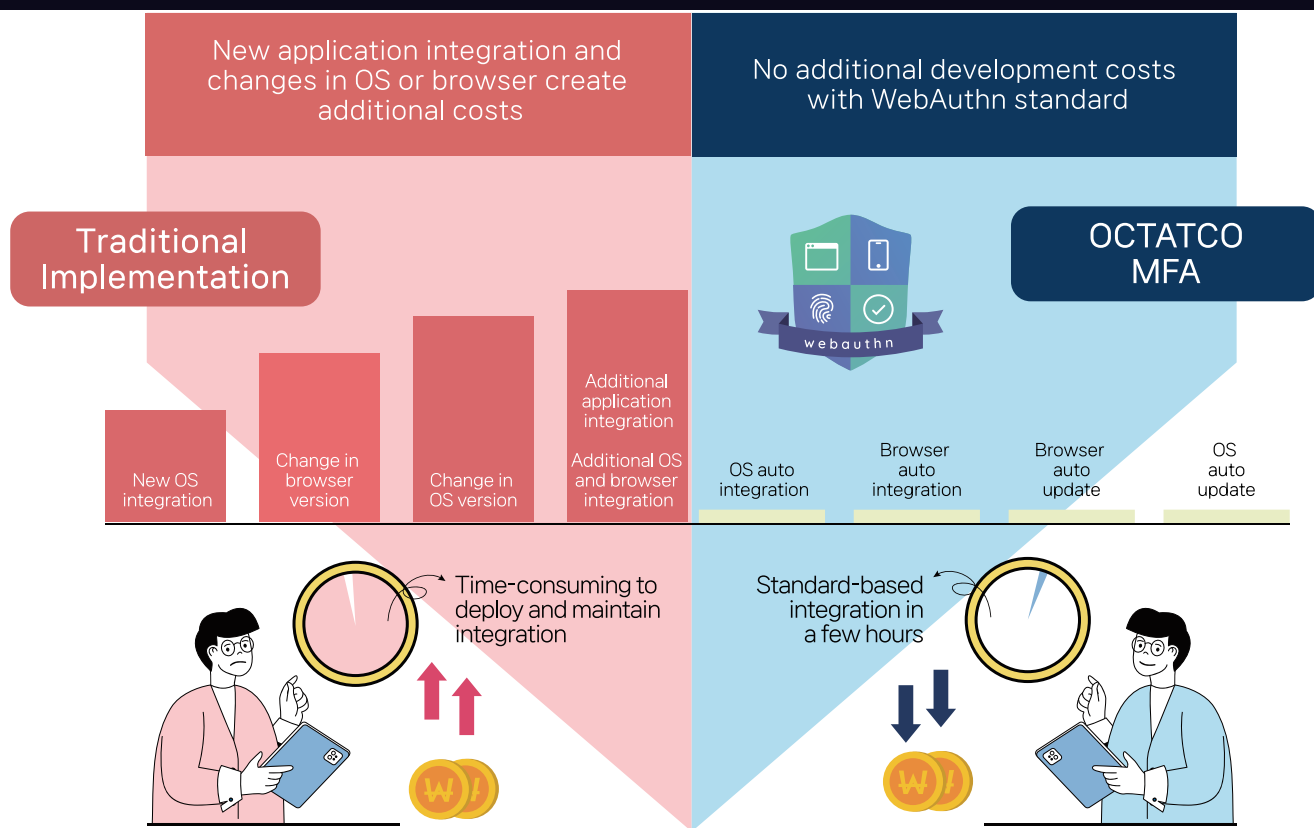 New application integration and
changes in OS or browser create
additional costs
No additional development costs
with WebAuthn standard
Traditional
Implementation
OCTATCO
MFA
webauthn
New OS
integration
Change in
browser
version
Change in
OS version
Additional
application
integration
Additional OS
and browser
integration
OS auto
integration
Browser
auto
integration
Browser
auto
update
OS
auto
update
Time-consuming to
deploy and maintain
integration
Standard-based
integration in
a few hours